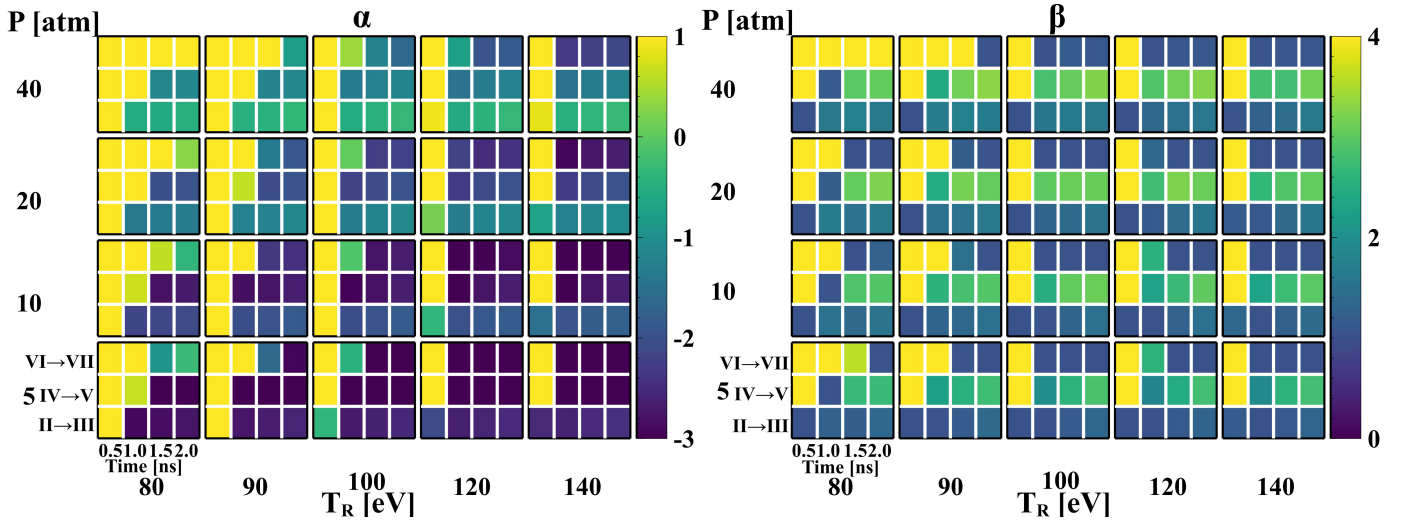 P [atm]
α
1
0
-1
-2
-3
40
20
10
VI→VII
5 IV→V
II→III
0.51.0 1.52.0
Time [ns]
80 90 100 120 140
T_R [eV]
P [atm]
β
4
2
0
40
20
10
VI→VII
5 IV→V
II→III
0.51.0 1.52.0
Time [ns]
80 90 100 120 140
T_R [eV]